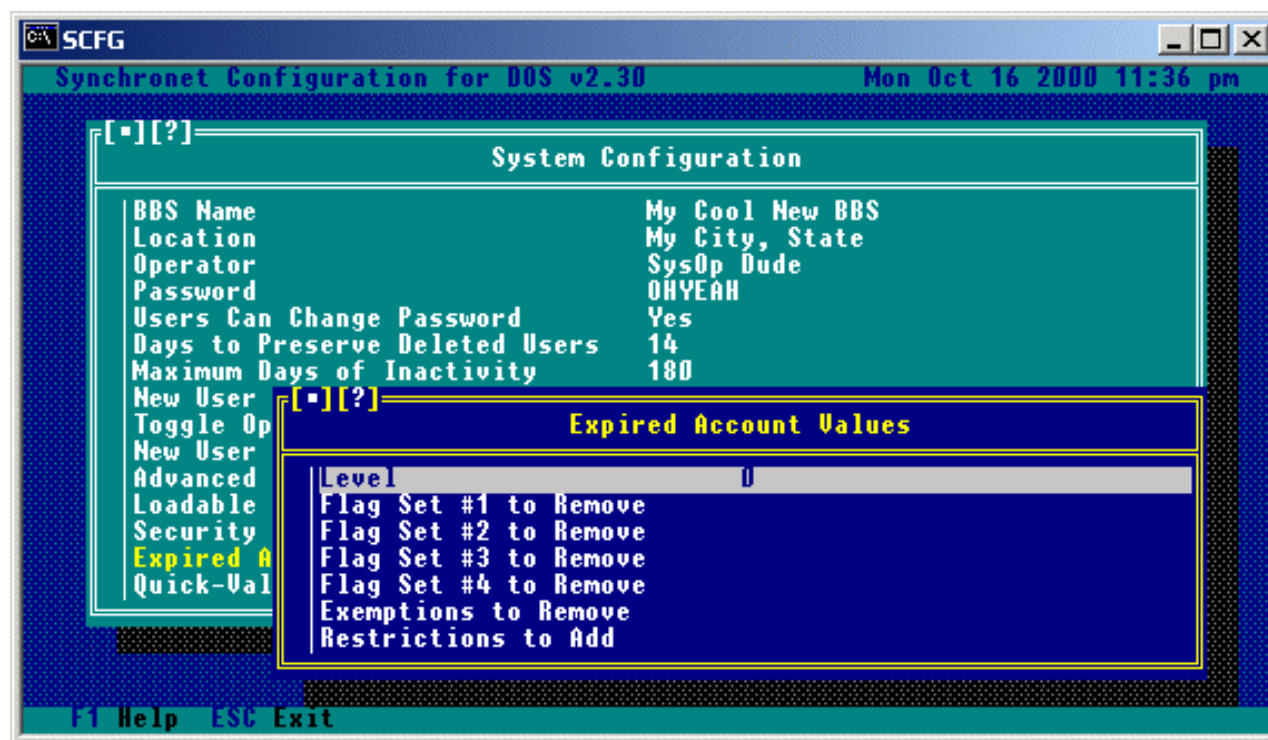 SCFG
Synchronet Configuration for DOS v2.30 Mon Oct 16 2000 11:36 pm
[?]
System Configuration
BBS Name My Cool New BBS
Location My City, State
Operator SysOp Dude
Password OHYEAH
Users Can Change Password Yes
Days to Preserve Deleted Users 14
Maximum Days of Inactivity 180
New User
[?]
Toggle Op
Expired Account Values
New User
Advanced
Level 0
Loadable
Flag Set #1 to Remove
Security
Flag Set #2 to Remove
Expired A
Flag Set #3 to Remove
Quick-Val
Flag Set #4 to Remove
Exemptions to Remove
Restrictions to Add
F1 Help ESC Exit